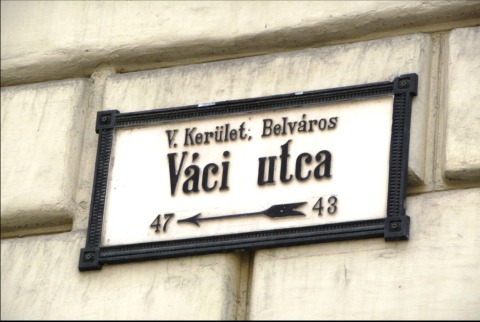 V. Kerület, Belváros
Váci utca
47 43